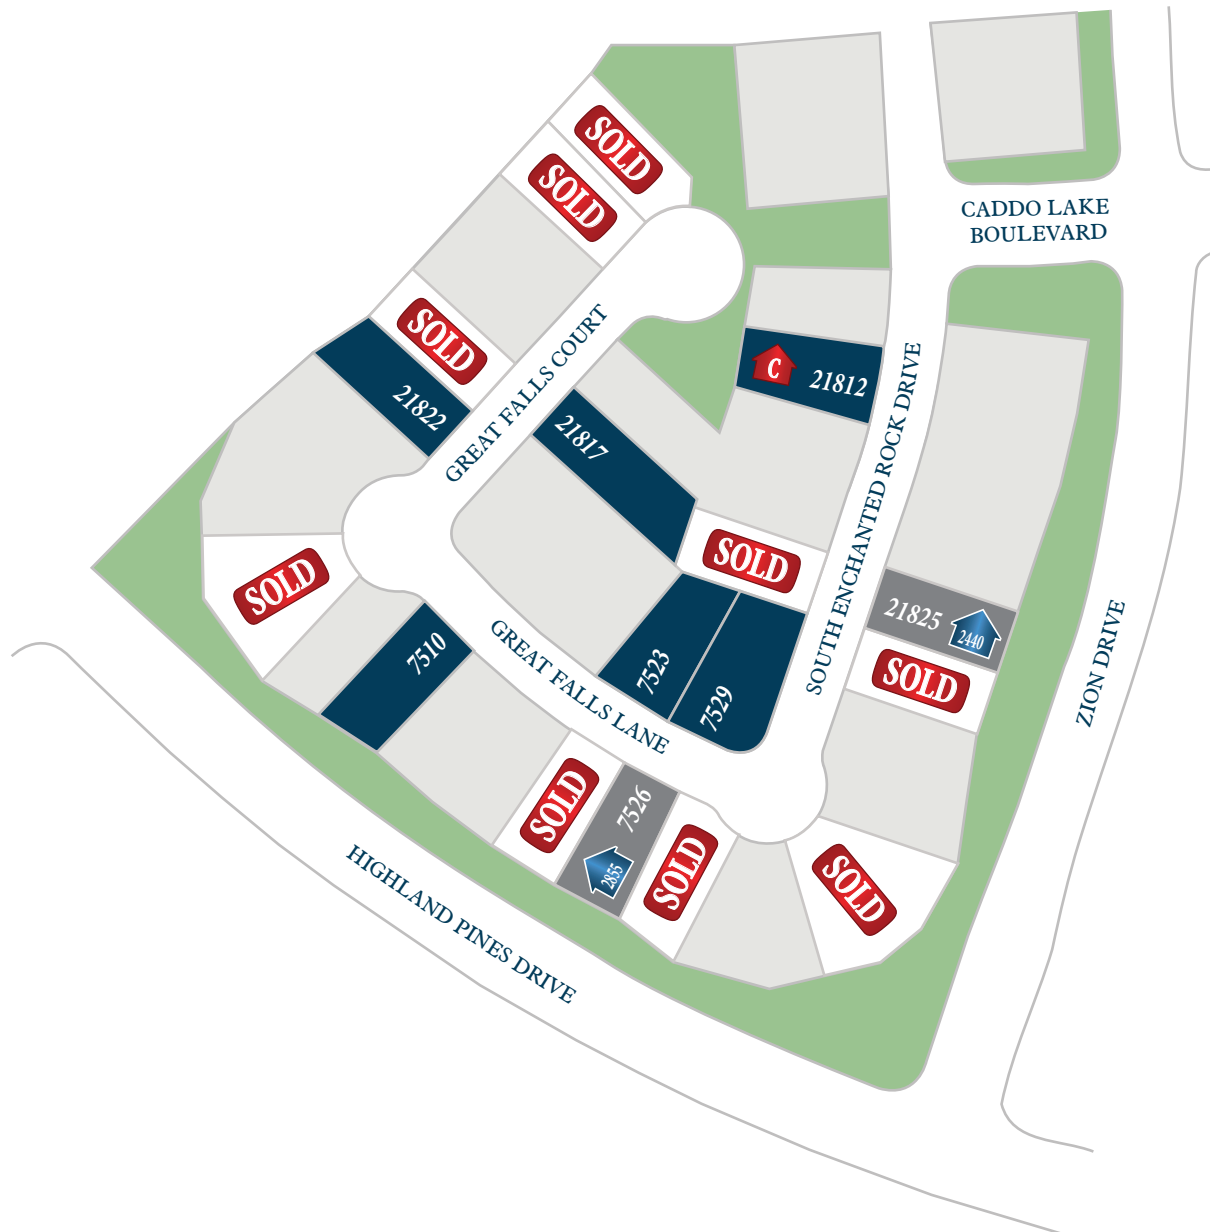 SOLD
SOLD
CADDO LAKE
BOULEVARD
SOLD
21822
GREAT FALLS COURT
21817
C
21812
SOUTH ENCHANTED ROCK DRIVE
SOLD
SOLD
21825
2440
ZION DRIVE
7510
GREAT FALLS LANE
7523
7529
SOLD
SOLD
7526
2855
SOLD
SOLD
HIGHLAND PINES DRIVE